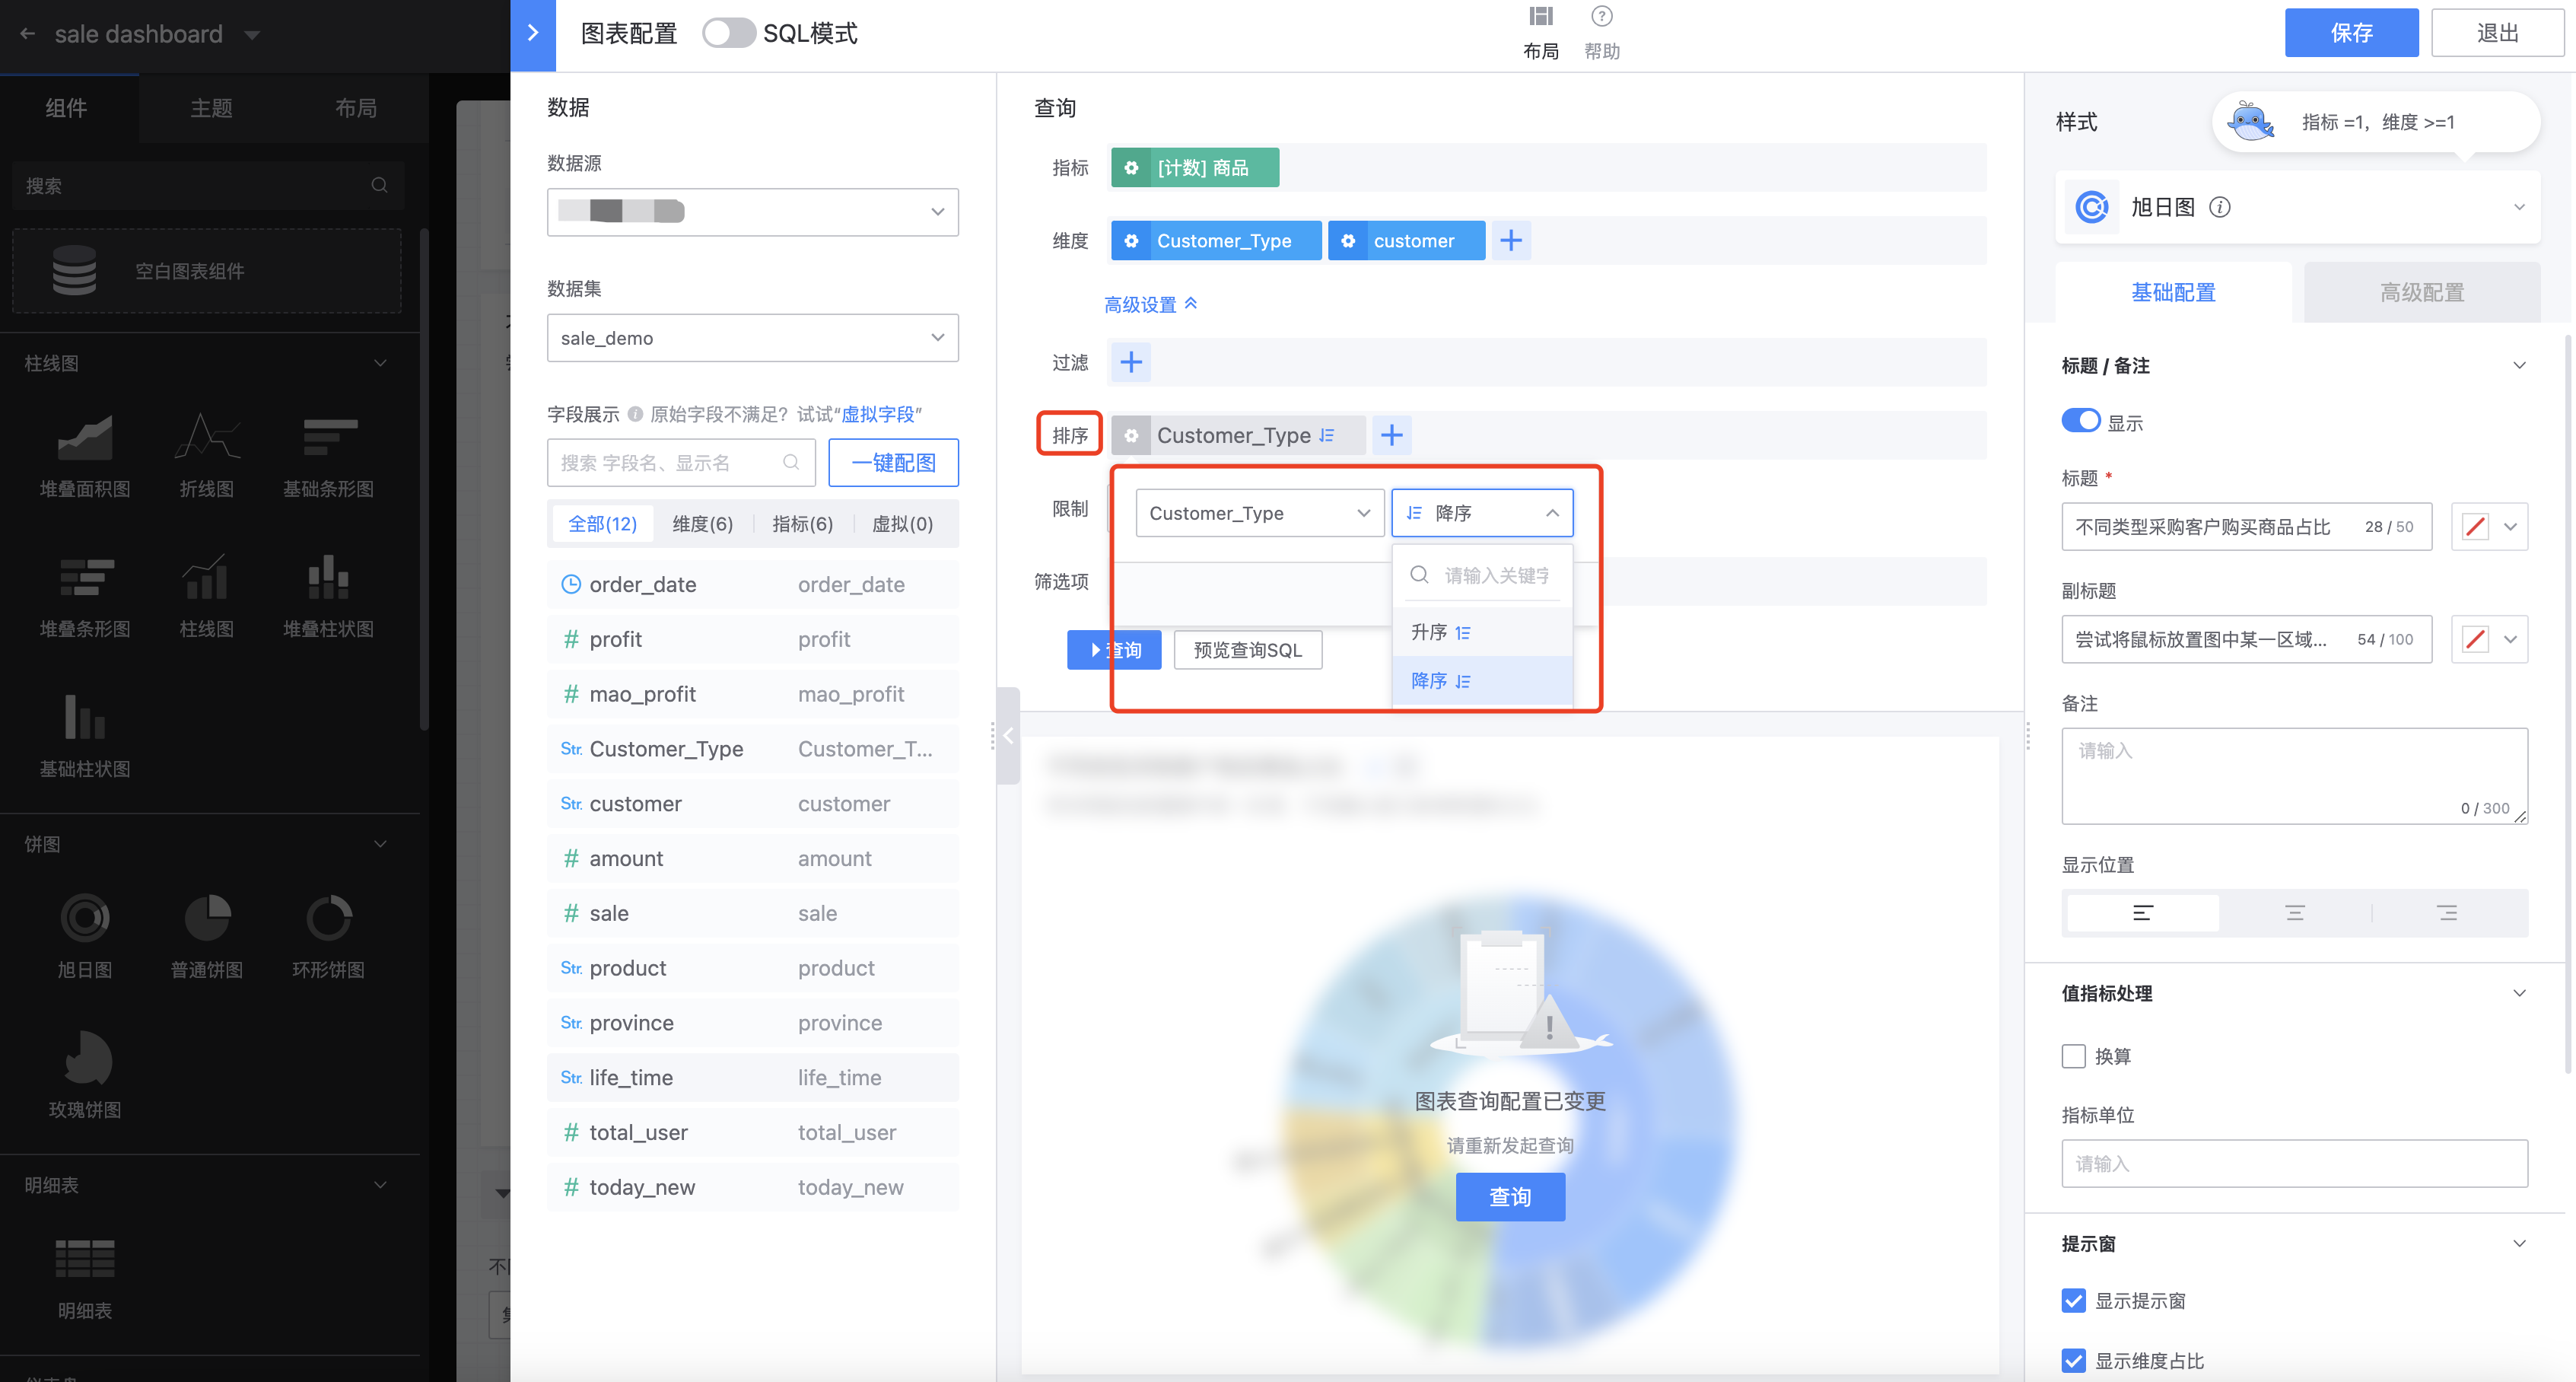 sale dashboard
组件
主题
布局
搜索
空白图表组件
柱线图
堆叠面积图
折线图
基础条形图
堆叠条形图
柱线图
堆叠柱状图
基础柱状图
饼图
旭日图
普通饼图
环形饼图
玫瑰饼图
明细表
明细表
图表配置
SQL模式
布局
帮助
保存
退出
数据
数据源
数据集
sale_demo
字段展示 原始字段不满足? 试试“虚拟字段”
搜索 字段名、显示名
一键配图
全部(12)
维度(6)
指标(6)
虚拟(0)
order_date order_date
# profit profit
# mao_profit mao_profit
Str. Customer_Type Customer_T...
Str. customer customer
# amount amount
# sale sale
Str. product product
Str. province province
Str. life_time life_time
# total_user total_user
# today_new today_new
查询
指标
[计数] 商品
维度
Customer_Type
customer
高级设置
过滤
排序
Customer_Type
限制
Customer_Type
降序
请输入关键字
升序
降序
筛选项
查询
预览查询SQL
图表查询配置已变更
请重新发起查询
查询
样式
指标 =1, 维度 >=1
旭日图
基础配置
高级配置
标题 / 备注
显示
标题 *
不同类型采购客户购买商品占比 28 / 50
副标题
尝试将鼠标放置图中某一区域... 54 / 100
备注
请输入
0 / 300
显示位置
值指标处理
换算
指标单位
请输入
提示窗
显示提示窗
显示维度占比